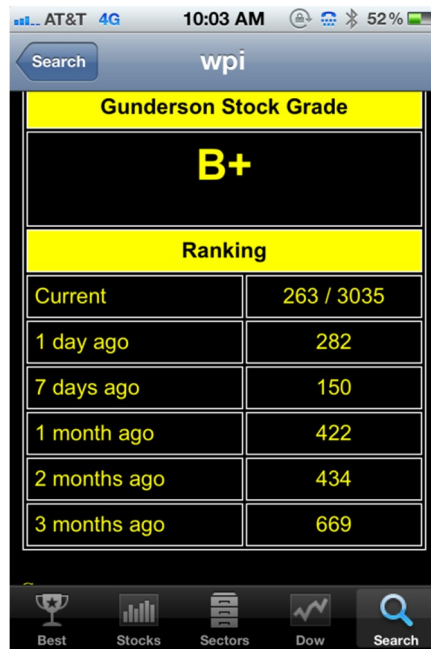 AT&T 4G 10:03 AM 52%
Search wpi
Gunderson Stock Grade
B+
Ranking
Current 263 / 3035
1 day ago 282
7 days ago 150
1 month ago 422
2 months ago 434
3 months ago 669
Best Stocks Sectors Dow Search